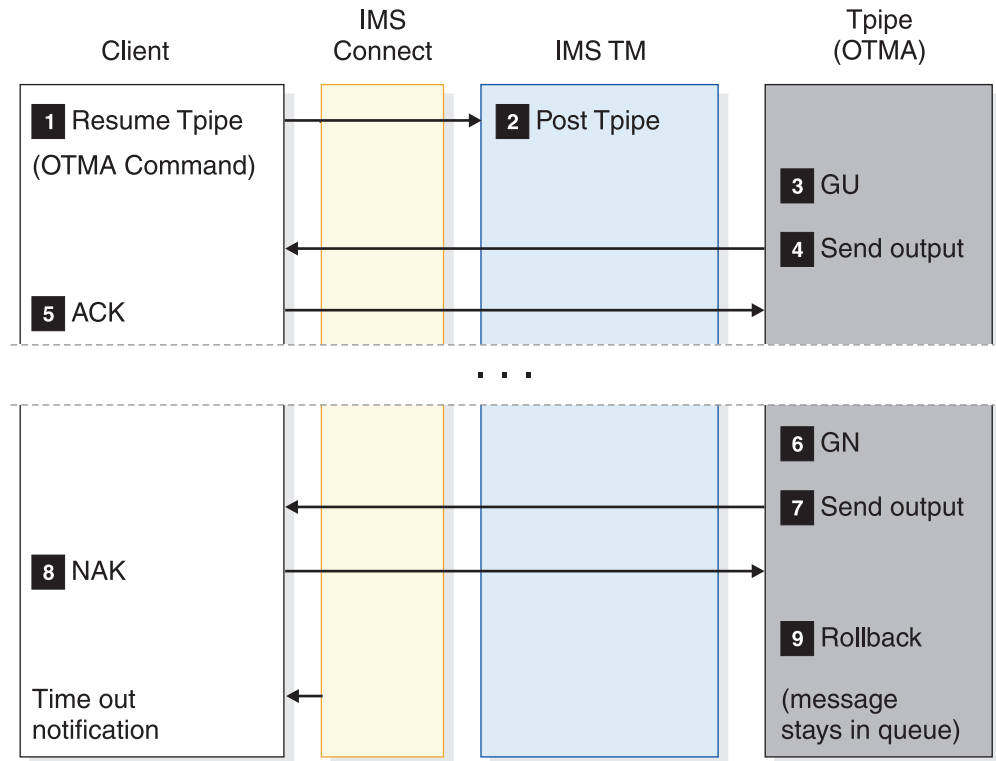 Client
IMS
Connect
IMS TM
Tpipe
(OTMA)
1 Resume Tpipe
(OTMA Command)
2 Post Tpipe
3 GU
4 Send output
5 ACK
. . .
6 GN
7 Send output
8 NAK
9 Rollback
Time out
notification
(message
stays in queue)